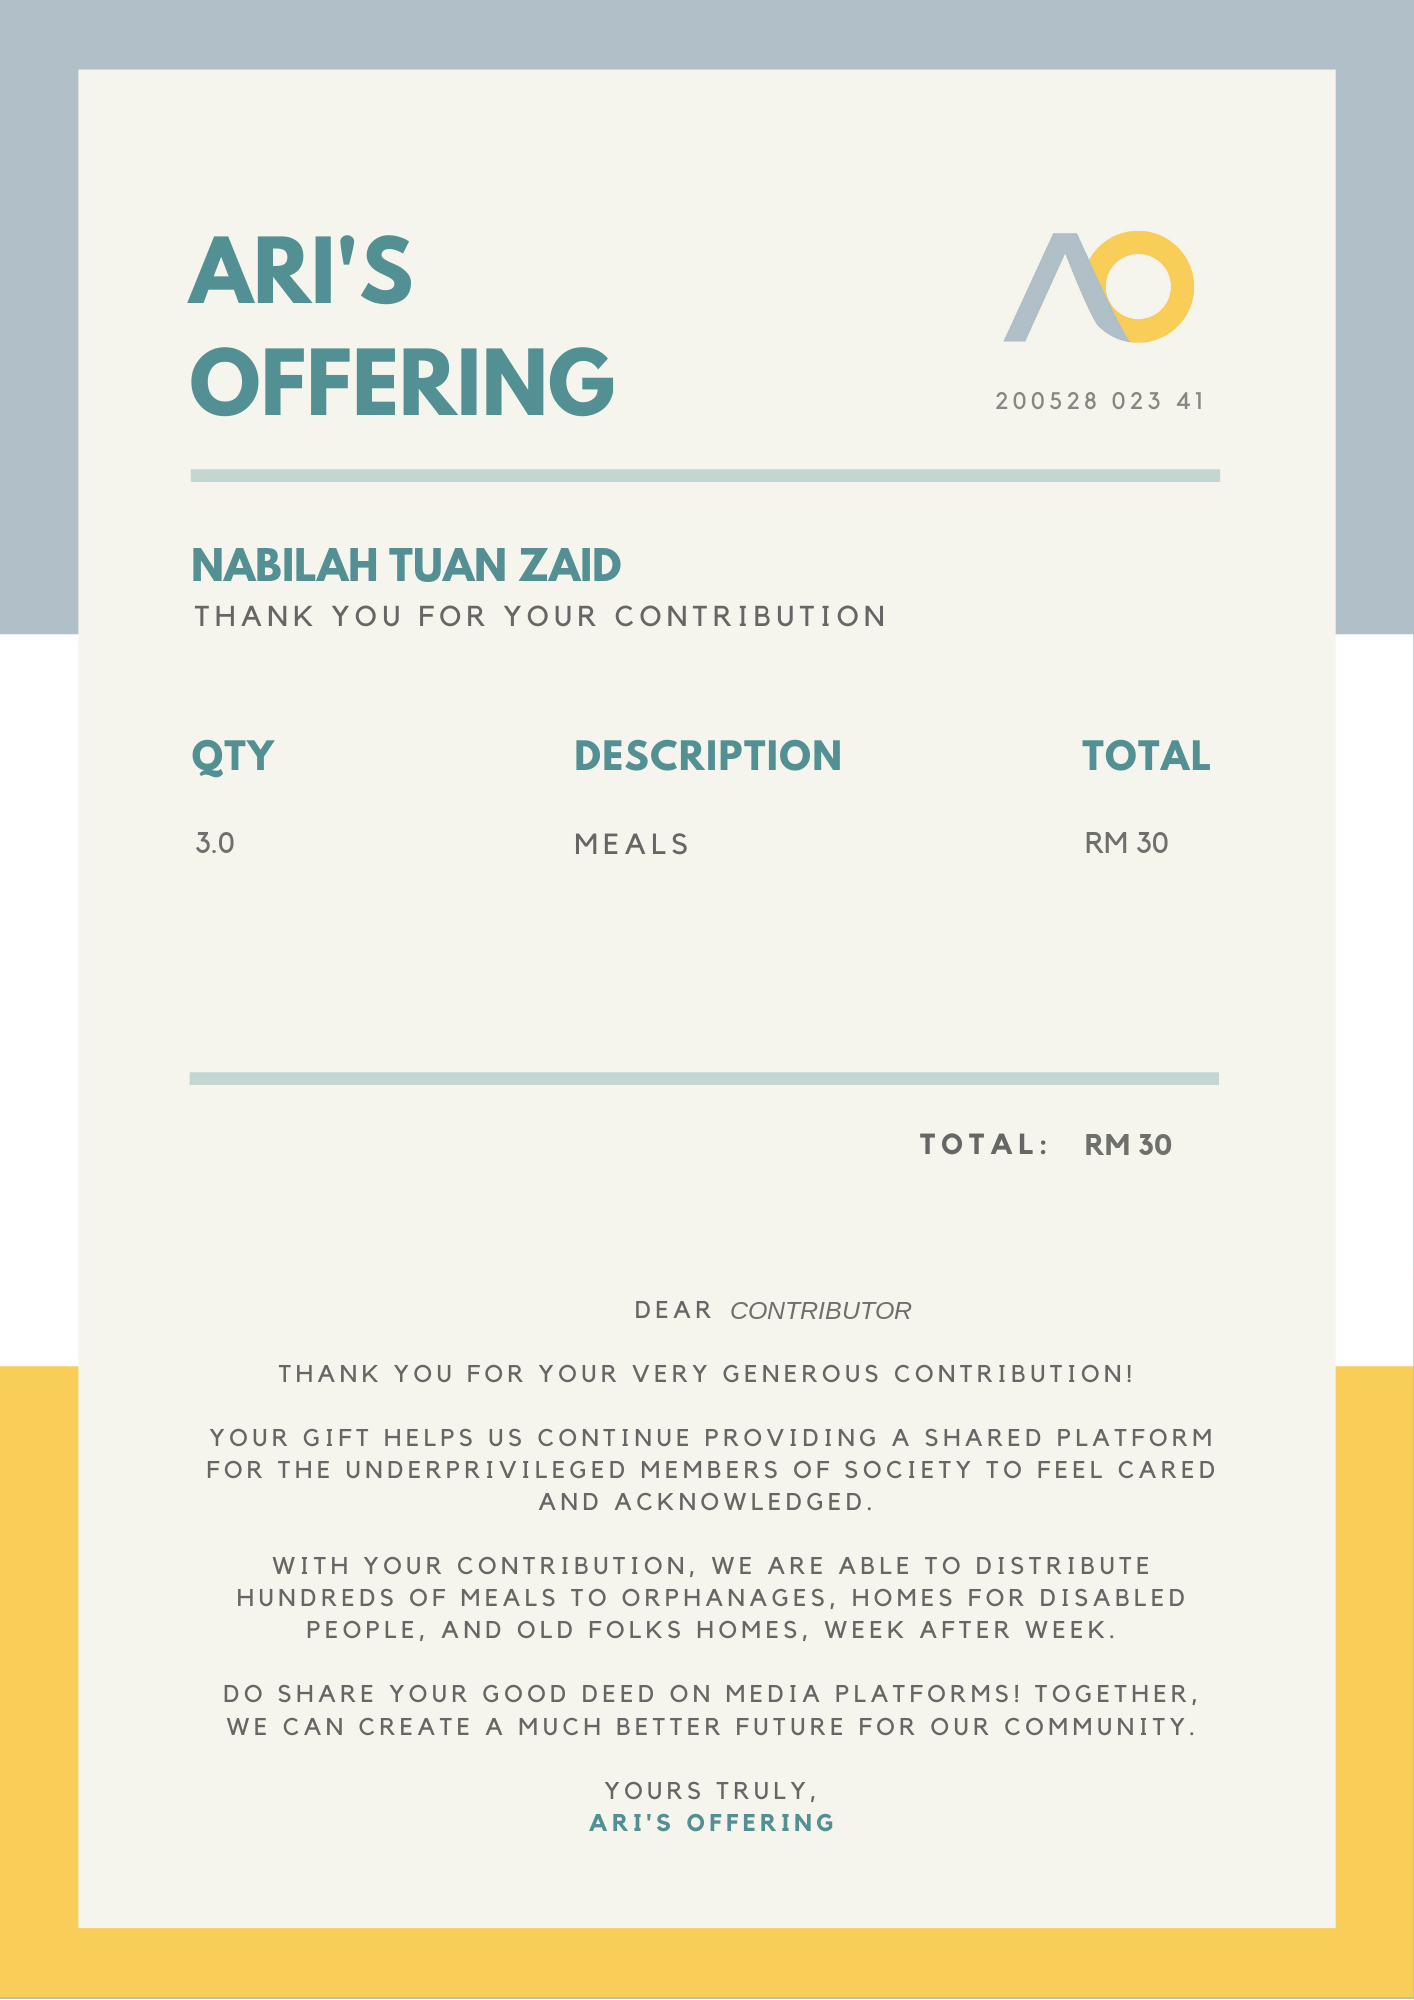 ARI'S
OFFERING
AO
200528 023 41
NABILAH TUAN ZAID
THANK YOU FOR YOUR CONTRIBUTION
QTY DESCRIPTION TOTAL
3.0 MEALS RM 30
TOTAL: RM 30
DEAR CONTRIBUTOR
THANK YOU FOR YOUR VERY GENEROUS CONTRIBUTION!
YOUR GIFT HELPS US CONTINUE PROVIDING A SHARED PLATFORM
FOR THE UNDERPRIVILEGED MEMBERS OF SOCIETY TO FEEL CARED
AND ACKNOWLEDGED.
WITH YOUR CONTRIBUTION, WE ARE ABLE TO DISTRIBUTE
HUNDREDS OF MEALS TO ORPHANAGES, HOMES FOR DISABLED
PEOPLE, AND OLD FOLKS HOMES, WEEK AFTER WEEK.
DO SHARE YOUR GOOD DEED ON MEDIA PLATFORMS! TOGETHER,
WE CAN CREATE A MUCH BETTER FUTURE FOR OUR COMMUNITY.
YOURS TRULY,
ARI'S OFFERING